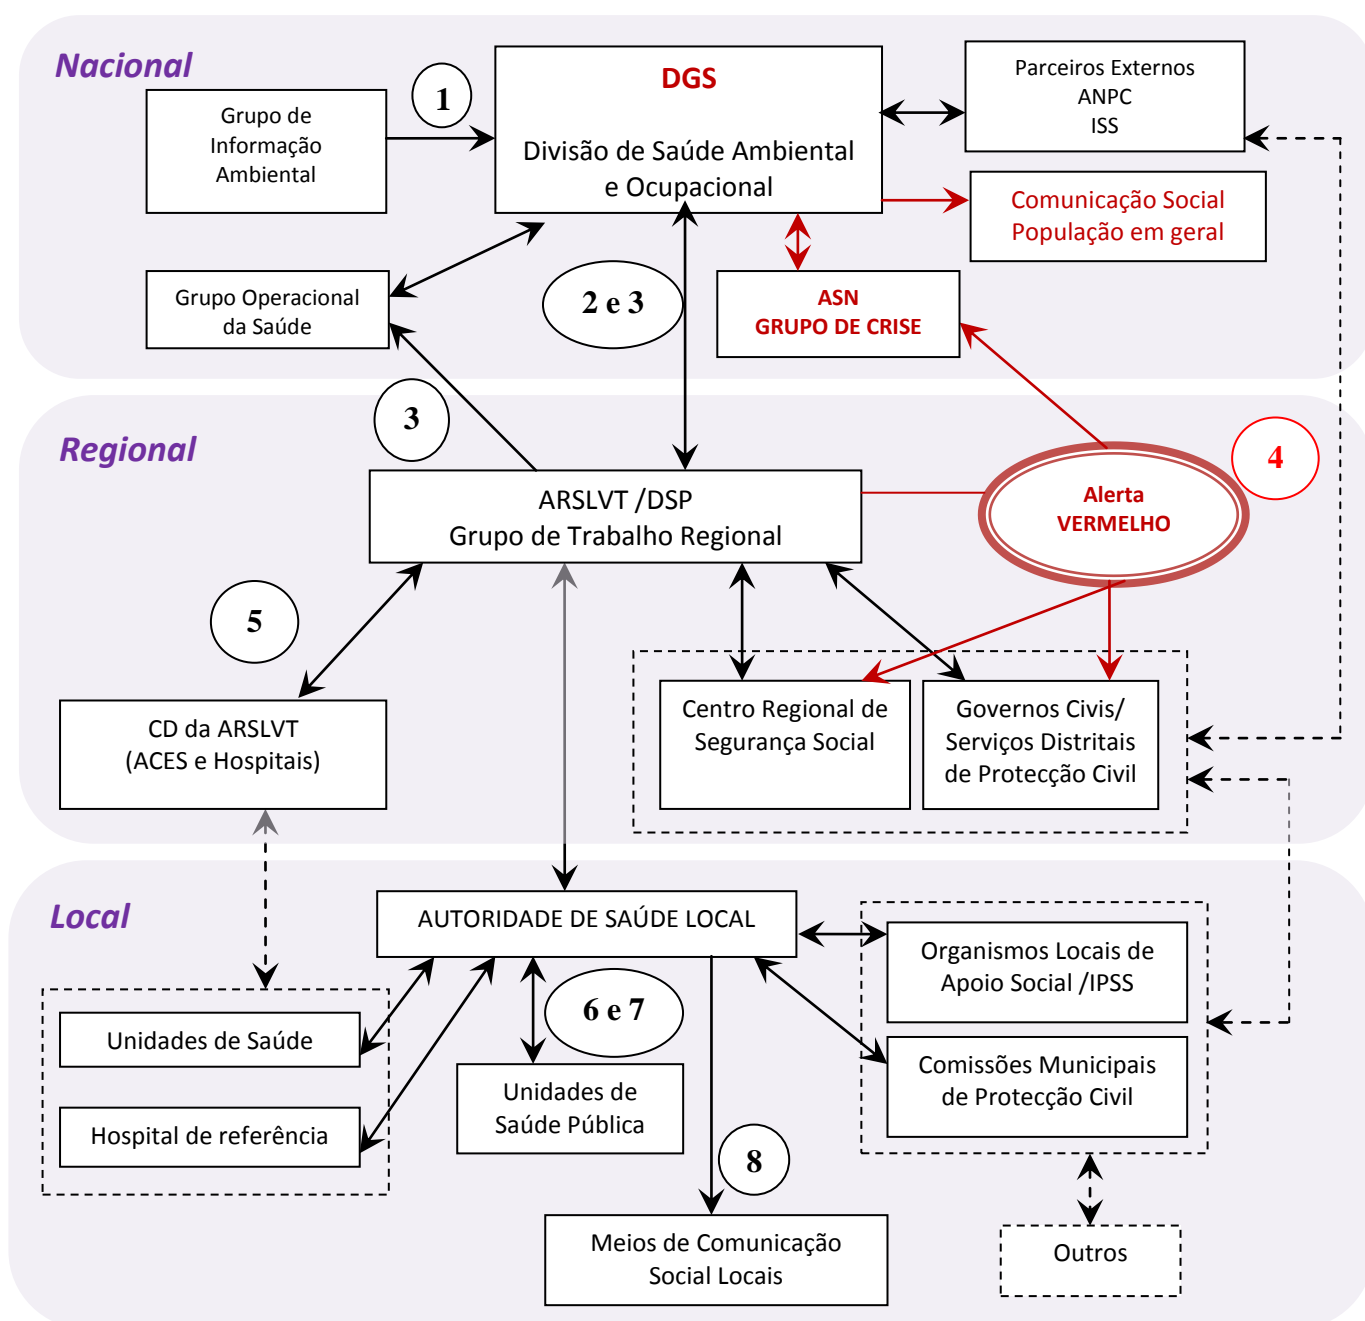 Nacional
Grupo de
Informação
Ambiental
1
DGS
Divisão de Saúde Ambiental
e Ocupacional
Parceiros Externos
ANPC
ISS
Comunicação Social
População em geral
Grupo Operacional
da Saúde
2 e 3
ASN
GRUPO DE CRISE
Regional
3
4
ARSLVT /DSP
Grupo de Trabalho Regional
Alerta
VERMELHO
5
CD da ARSLVT
(ACES e Hospitais)
Centro Regional de
Segurança Social
Governos Civis/
Serviços Distritais
de Protecção Civil
Local
AUTORIDADE DE SAÚDE LOCAL
Organismos Locais de
Apoio Social /IPSS
6 e 7
Unidades de Saúde
Comissões Municipais
de Protecção Civil
Unidades de
Saúde Pública
Hospital de referência
8
Meios de Comunicação
Social Locais
Outros